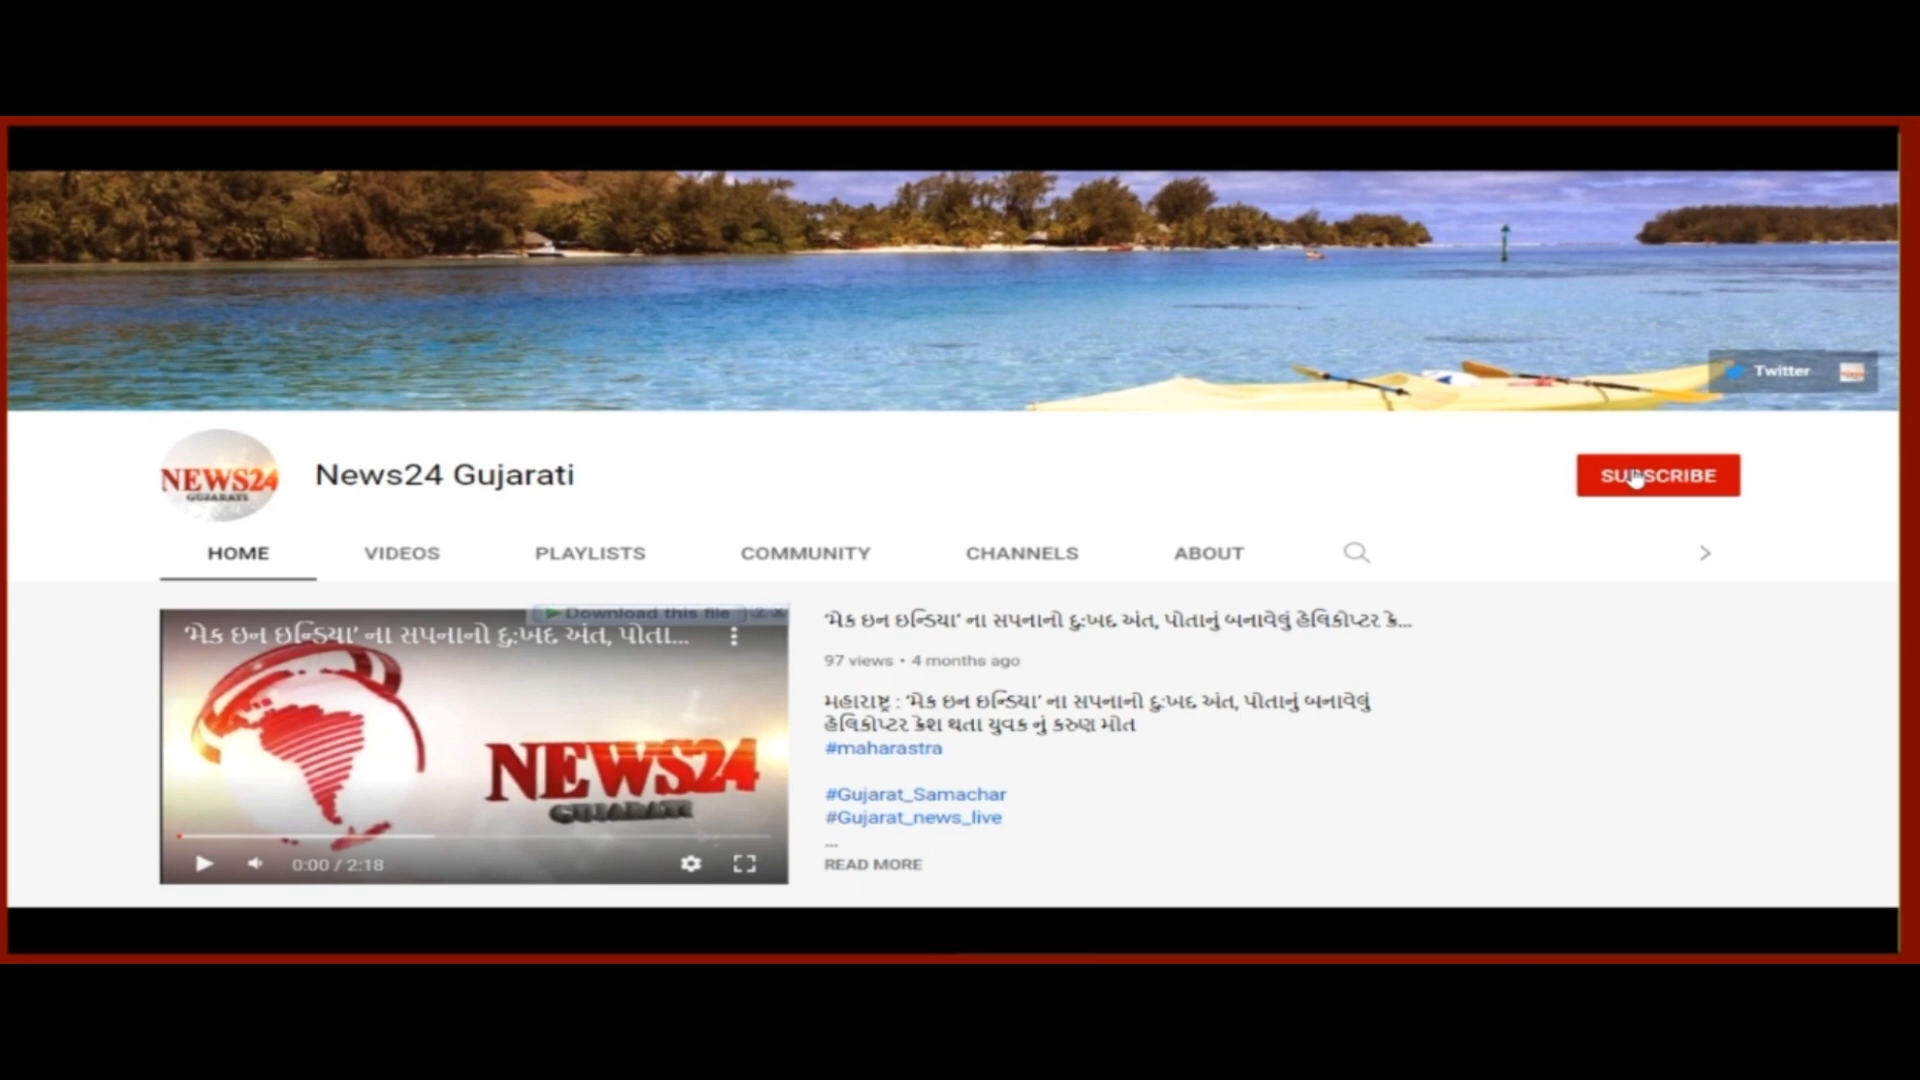 Twitter
NEWS24
GUJARATI
News24 Gujarati
SUBSCRIBE
HOME VIDEOS PLAYLISTS COMMUNITY CHANNELS ABOUT
Download this file
'મેક ઇન ઇન્ડિયા' ના સપનાનો દુ:ખદ અંત, પોતા...
NEWS24
GUJARATI
0:00 / 2:18
'મેક ઇન ઇન્ડિયા' ના સપનાનો દુ:ખદ અંત, પોતાનું બનાવેલું હેલિકોપ્ટર ક્રે...
97 views • 4 months ago
મહારાષ્ટ્ર : 'મેક ઇન ઇન્ડિયા' ના સપનાનો દુ:ખદ અંત, પોતાનું બનાવેલું
હેલિકોપ્ટર ક્રેશ થતા યુવક નું કરુણ મોત
#maharastra
#Gujarat_Samachar
#Gujarat_news_live
...
READ MORE